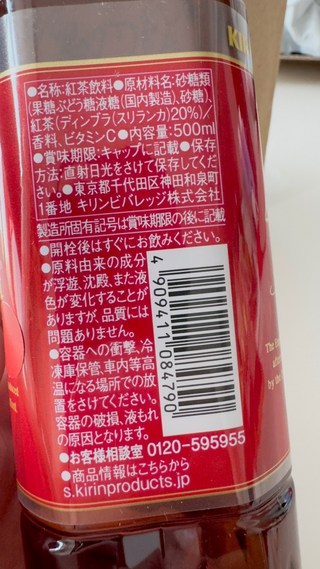 KI
●名称:紅茶飲料●原材料名:砂糖類
(果糖ぶどう糖液糖(国内製造)、砂糖)、
紅茶(ディンブラ(スリランカ)20%)/
香料、ビタミンC●内容量:500ml
●賞味期限:キャップに記載●保存
方法:直射日光をさけて保存してくだ
さい。●東京都千代田区神田和泉町
1番地 キリンビバレッジ株式会社
製造所固有記号は賞味期限の後に記載
●開栓後はすぐにお飲みください。
●原料由来の成分
が浮遊、沈殿、また液
色が変化することが
ありますが、品質には
問題ありません。
●容器への衝撃、冷
凍庫保管、車内等高
温になる場所での放
置をさけてください。
容器の破損、液もれ
の原因となります。
4909411084790
●お客様相談室 0120-595955
●商品情報はこちらから
s.kirinproducts.jp